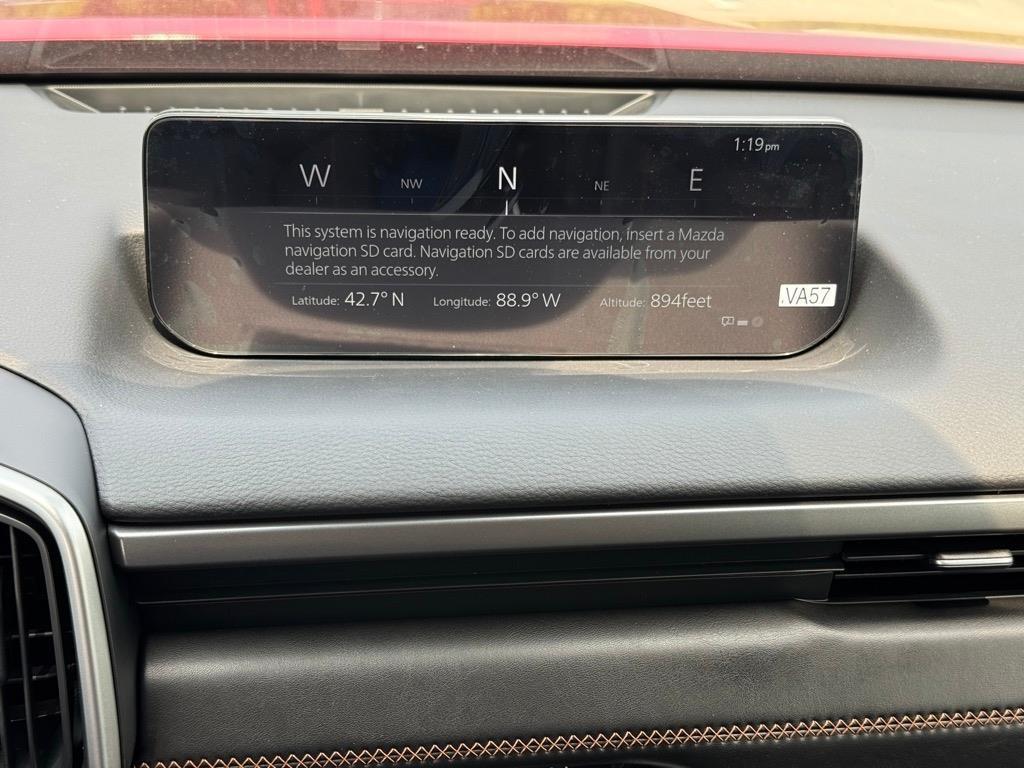 1:19pm
W NW N NE E
This system is navigation ready. To add navigation, insert a Mazda
navigation SD card. Navigation SD cards are available from your
dealer as an accessory.
Latitude: 42.7° N Longitude: 88.9° W Altitude: 894feet
.VA57